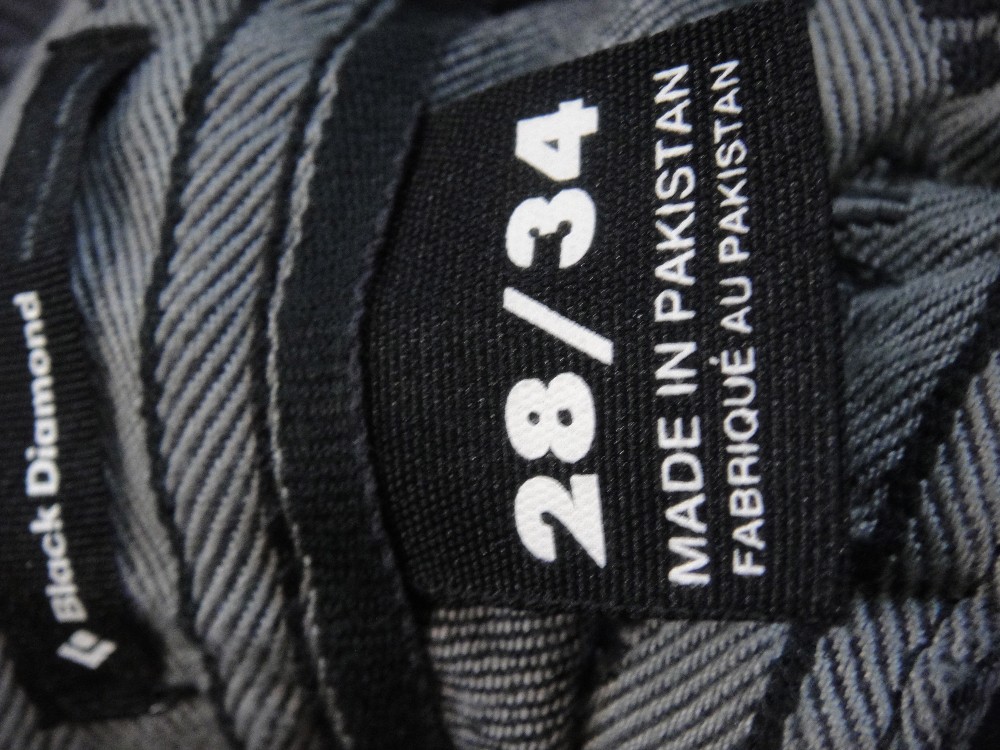 Black Diamond
28/34
MADE IN PAKISTAN
FABRIQUÉ AU PAKISTAN